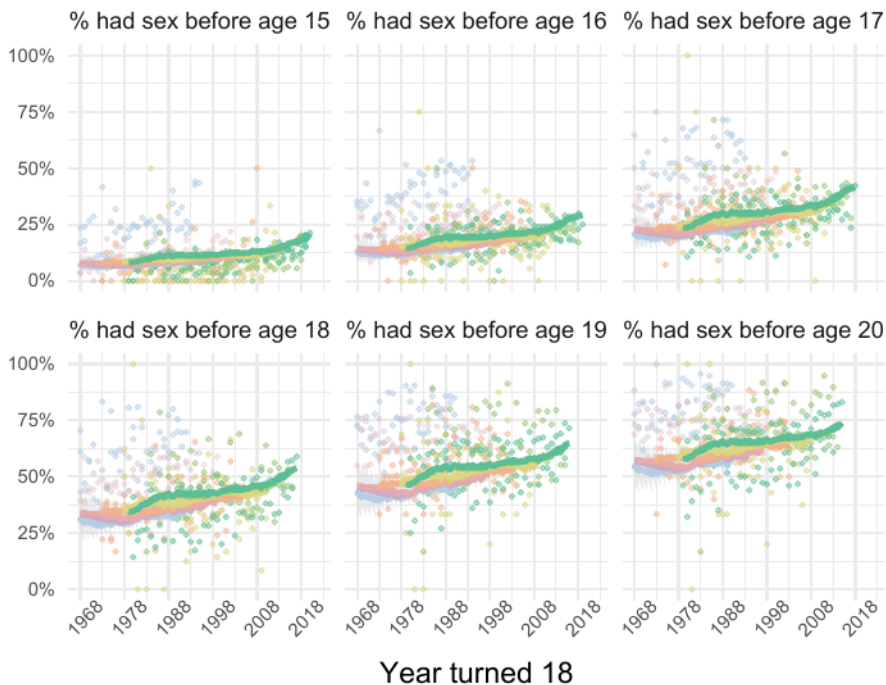 % had sex before age 15 % had sex before age 16 % had sex before age 17
100%
75%
50%
25%
0%
% had sex before age 18 % had sex before age 19 % had sex before age 20
100%
75%
50%
25%
0%
1968 1978 1988 1998 2008 2018 1968 1978 1988 1998 2008 2018 1968 1978 1988 1998 2008 2018
Year turned 18